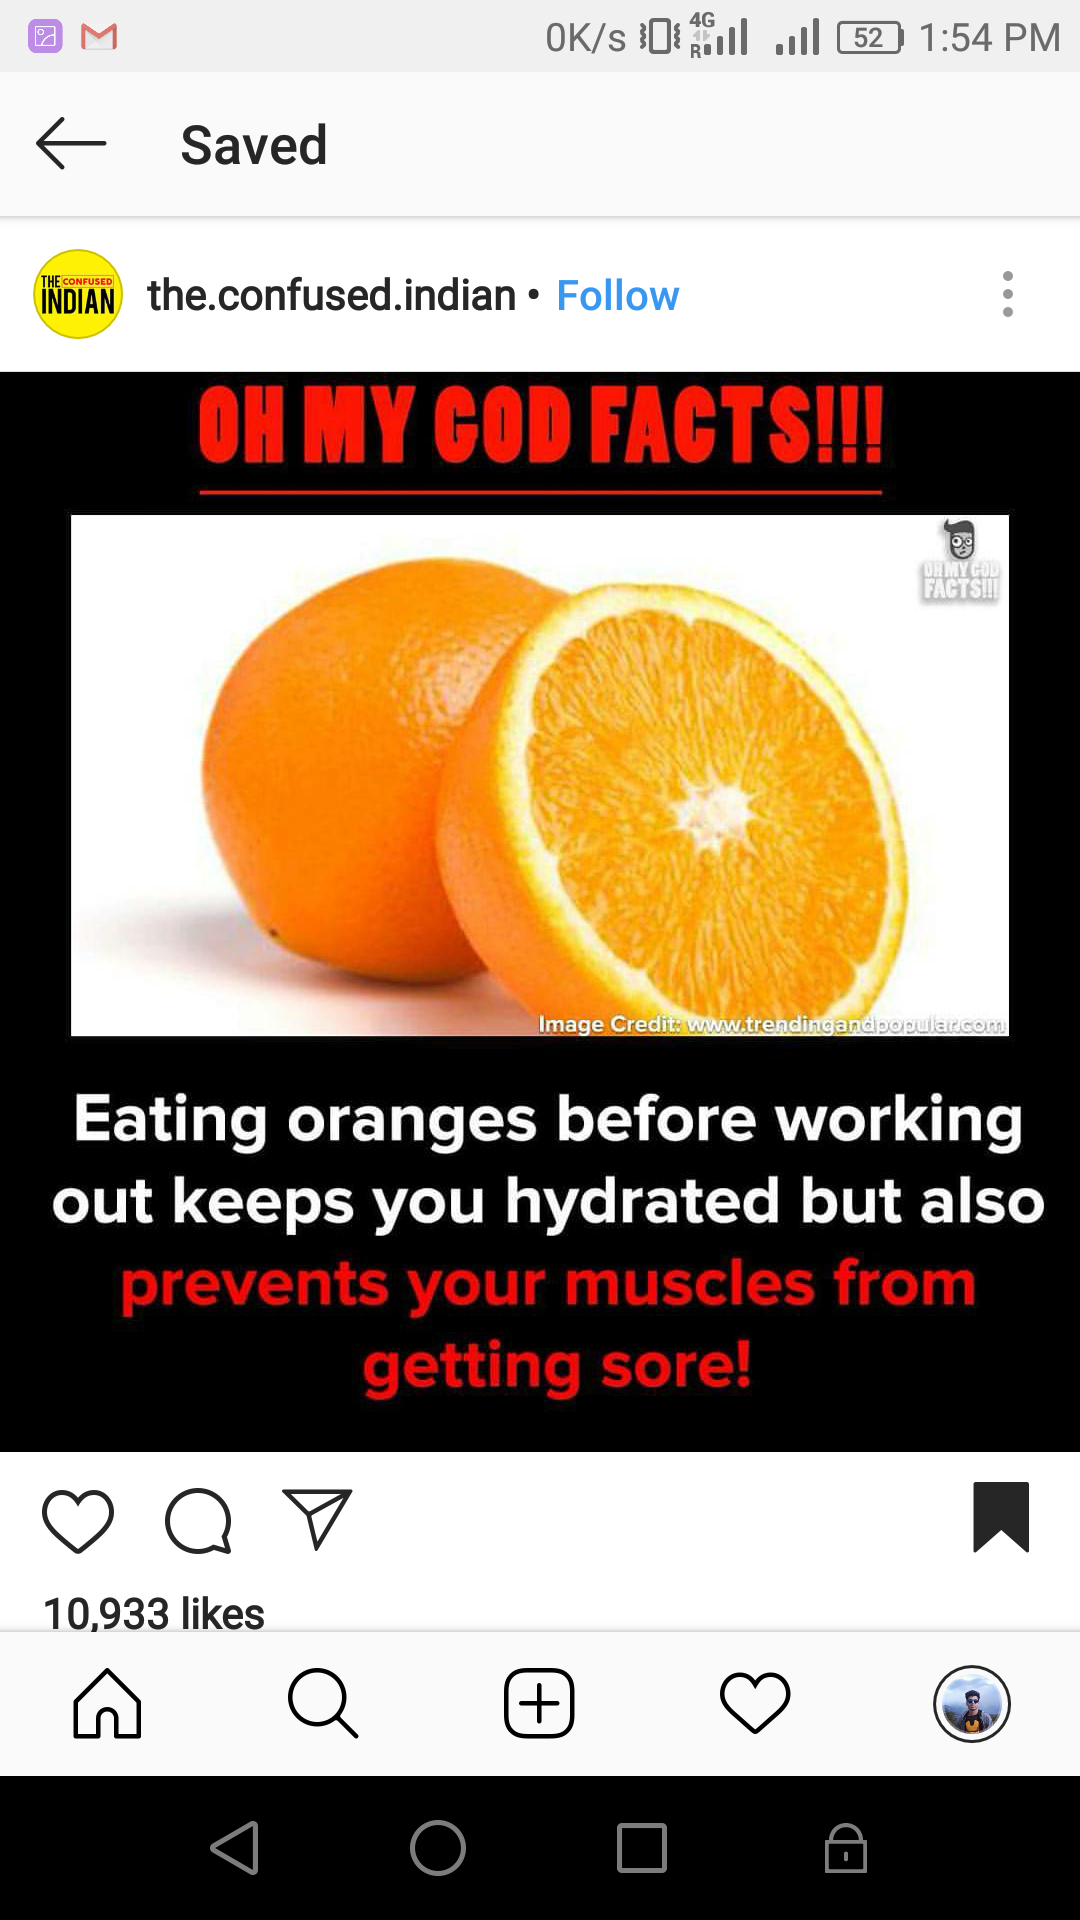 0K/s 4G R 52 1:54 PM
Saved
THE CONFUSED
INDIAN
the.confused.indian • Follow
OH MY GOD FACTS!!!
OH MY GOD
FACTS!!!
Image Credit: www.trendingandpopular.com
Eating oranges before working
out keeps you hydrated but also
prevents your muscles from
getting sore!
10,933 likes